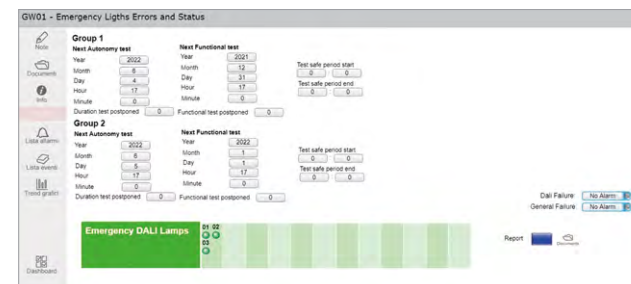 GW01 - Emergency Ligths Errors and Status
Note
Documenti
Info
Lista allarmi
Lista eventi
Trend grafici
Dashboard
Group 1
Next Autonomy test
Year 2022
Month 6
Day 4
Hour 17
Minute 0
Duration test postponed 0
Next Functional test
Year 2021
Month 12
Day 31
Hour 17
Minute 0
Functional test postponed 0
Test safe period start
0 0
Test safe period end
0 0
Group 2
Next Autonomy test
Year 2022
Month 6
Day 5
Hour 17
Minute 0
Duration test postponed 0
Next Functional test
Year 2022
Month 1
Day 1
Hour 17
Minute 0
Functional test postponed 0
Test safe period start
0 0
Test safe period end
0 0
Dali Failure: No Alarm
General Failure: No Alarm
Emergency DALI Lamps
01 02
03
Report